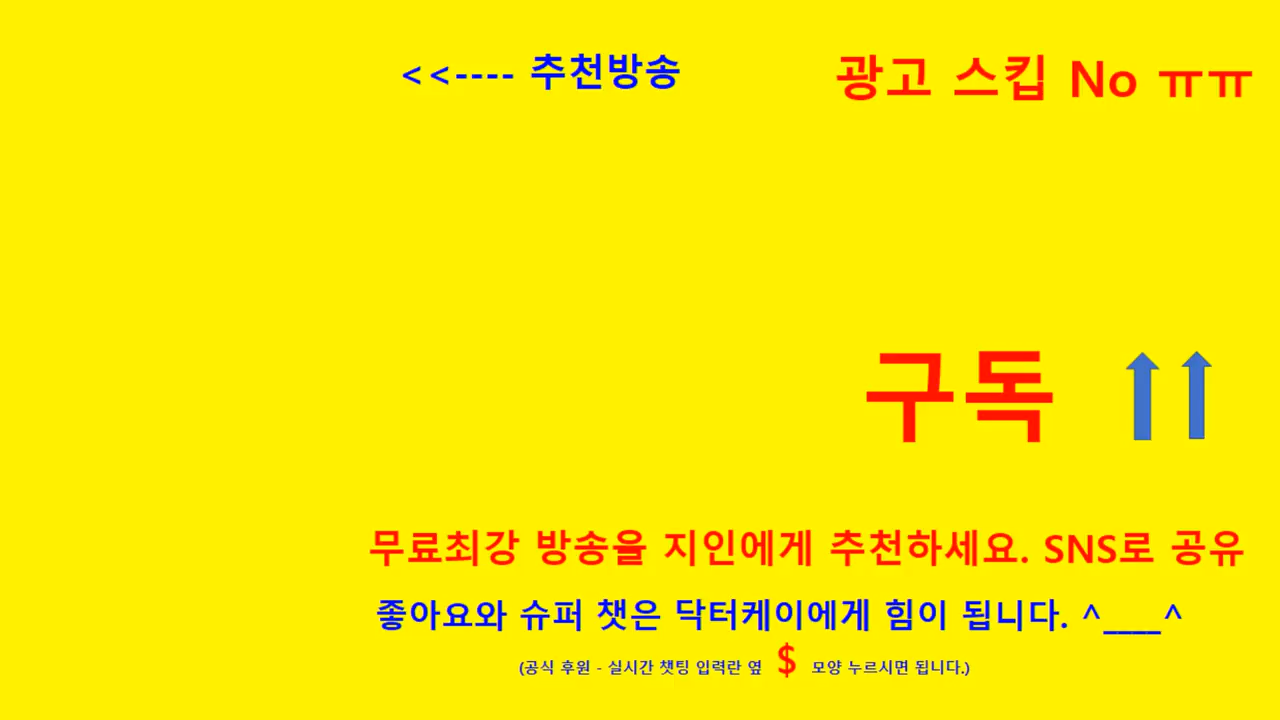 <<---- 추천방송
광고 스킵 No ㅠㅠ
구독
무료최강 방송을 지인에게 추천하세요. SNS로 공유
좋아요와 슈퍼 챗은 닥터케이에게 힘이 됩니다. ^____^
(공식 후원 - 실시간 챗팅 입력란 옆 $ 모양 누르시면 됩니다.)